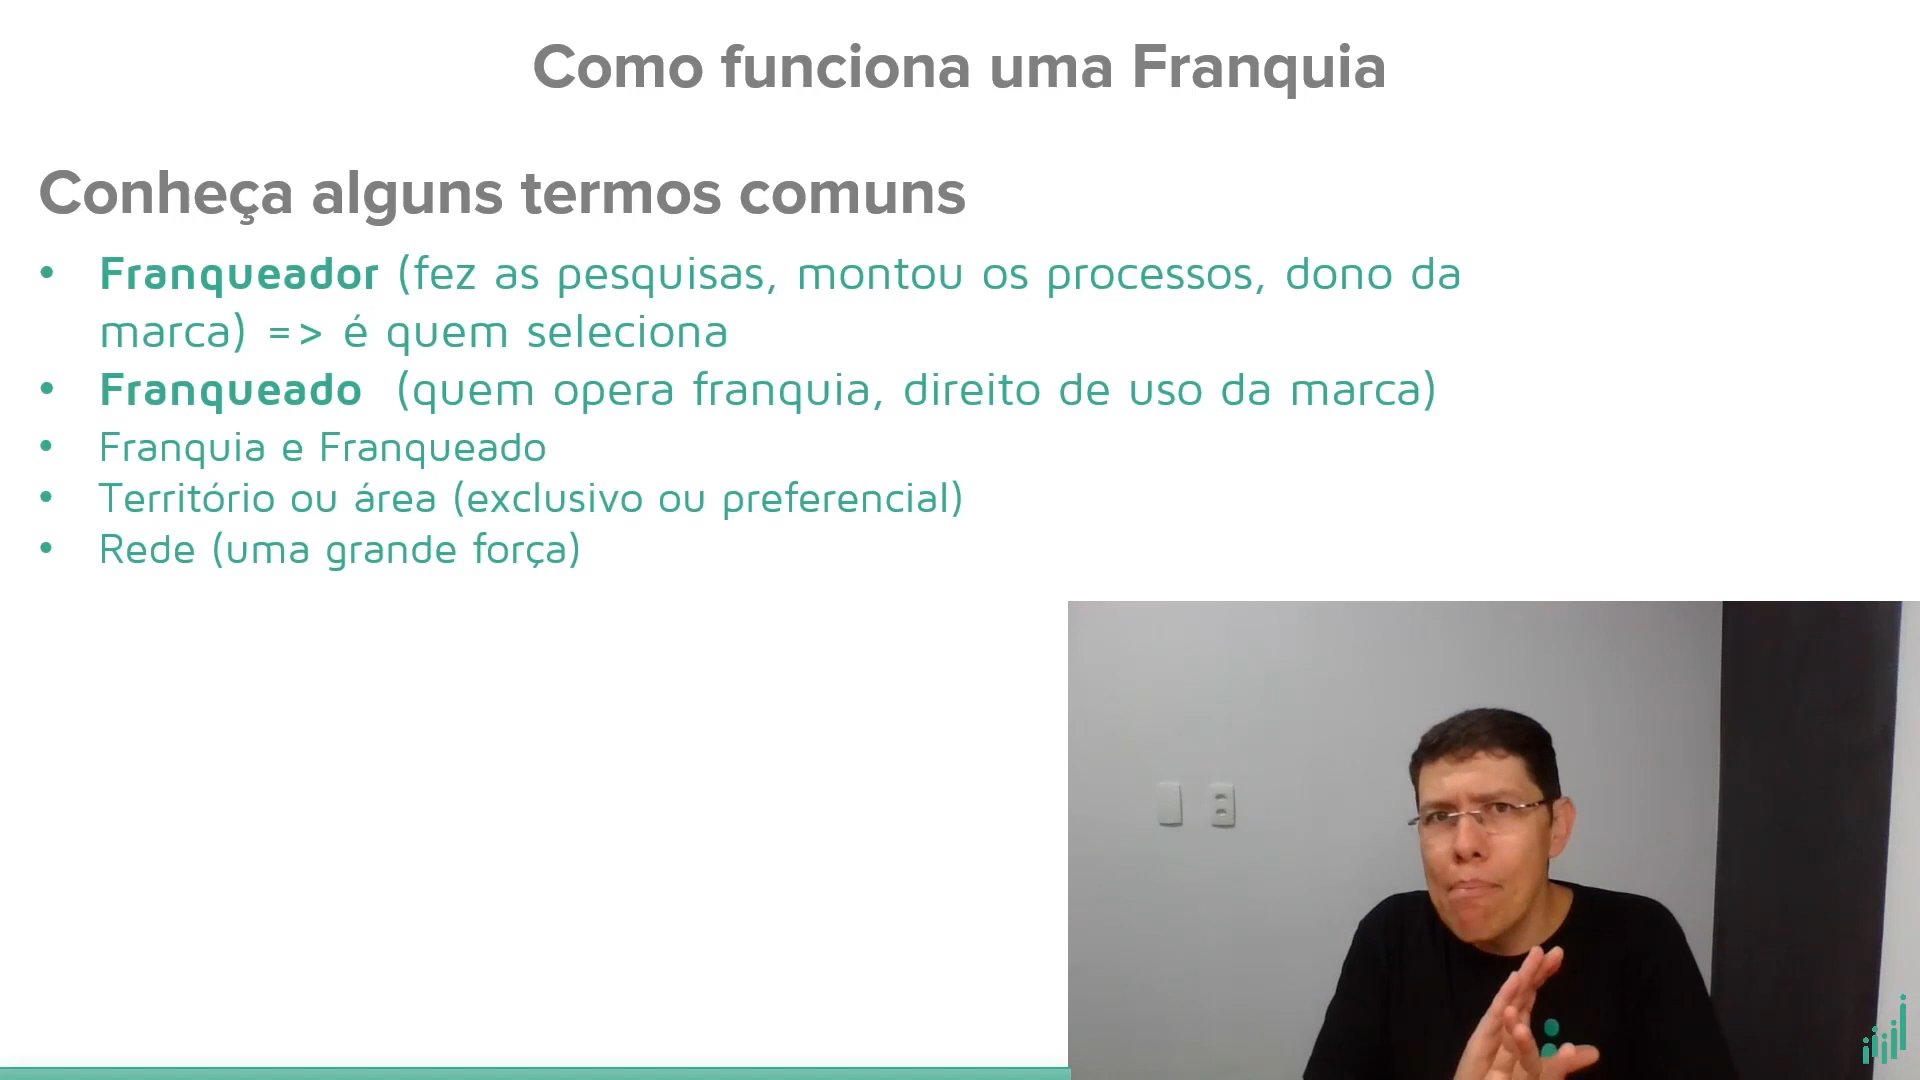 Como funciona uma Franquia
Conheça alguns termos comuns
• Franqueador (fez as pesquisas, montou os processos, dono da
marca) => é quem seleciona
• Franqueado (quem opera franquia, direito de uso da marca)
• Franquia e Franqueado
• Território ou área (exclusivo ou preferencial)
• Rede (uma grande força)